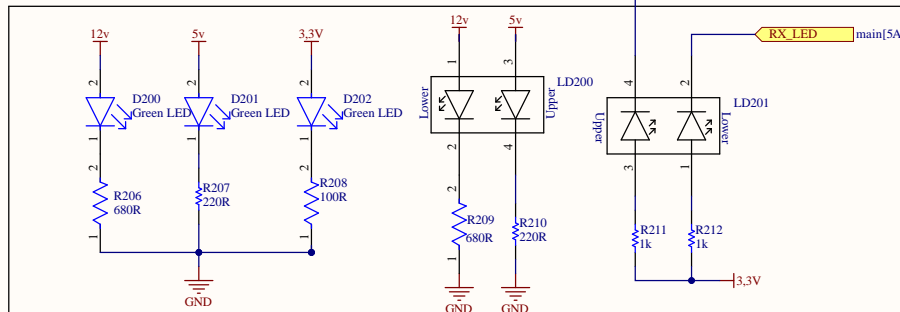 12v
5v
3,3V
12v
5v
RX_LED
main[5A
2
2
2
1
3
4
2
D200
Green LED
D201
Green LED
D202
Green LED
Lower
Upper
LD200
LD201
Upper
Lower
1
1
1
2
4
3
1
2
2
2
2
R206
680R
R207
220R
R208
100R
R209
680R
R210
220R
R211
1k
R212
1k
1
1
1
1
3,3V
GND
GND
GND